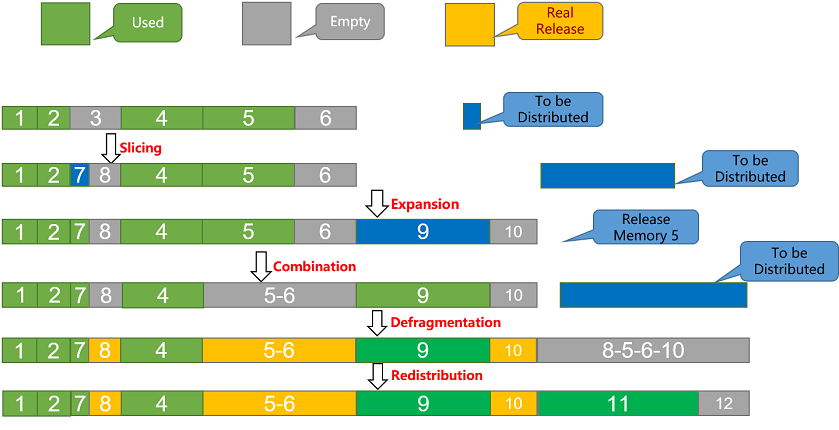 Used
Empty
Real
Release
1 2 3 4 5 6
To be
Distributed
Slicing
1 2 7 8 4 5 6
To be
Distributed
Expansion
1 2 7 8 4 5 6 9 10
Release
Memory 5
Combination
To be
Distributed
1 2 7 8 4 5-6 9 10
Defragmentation
1 2 7 8 4 5-6 9 10 8-5-6-10
Redistribution
1 2 7 8 4 5-6 9 10 11 12